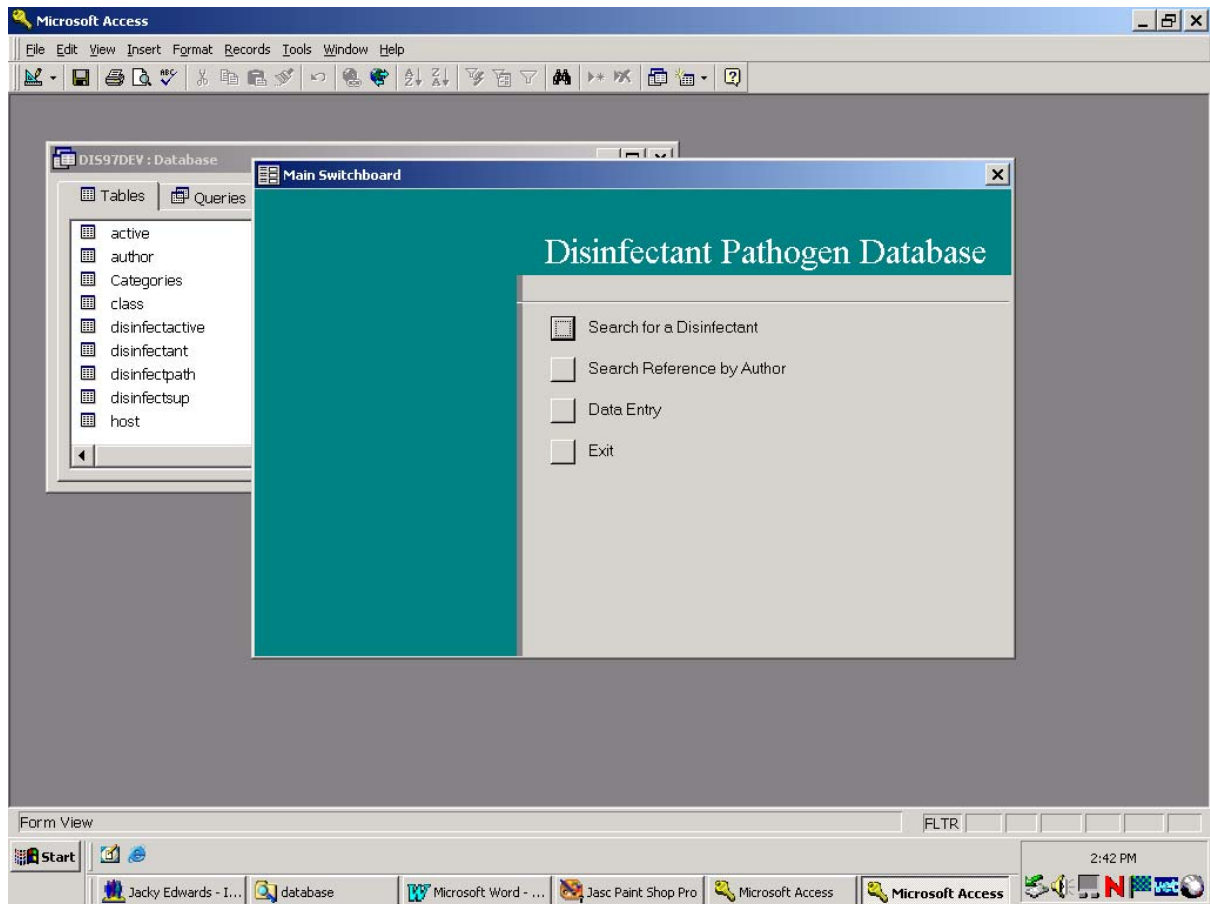 Microsoft Access
File Edit View Insert Format Records Tools Window Help
DIS97DEV : Database
Tables Queries
active
author
Categories
class
disinfectactive
disinfectant
disinfectpath
disinfectsup
host
Main Switchboard
Disinfectant Pathogen Database
Search for a Disinfectant
Search Reference by Author
Data Entry
Exit
Form View FLTR
Start 2:42 PM
Jacky Edwards - I... database Microsoft Word - ... Jasc Paint Shop Pro Microsoft Access Microsoft Access N vet